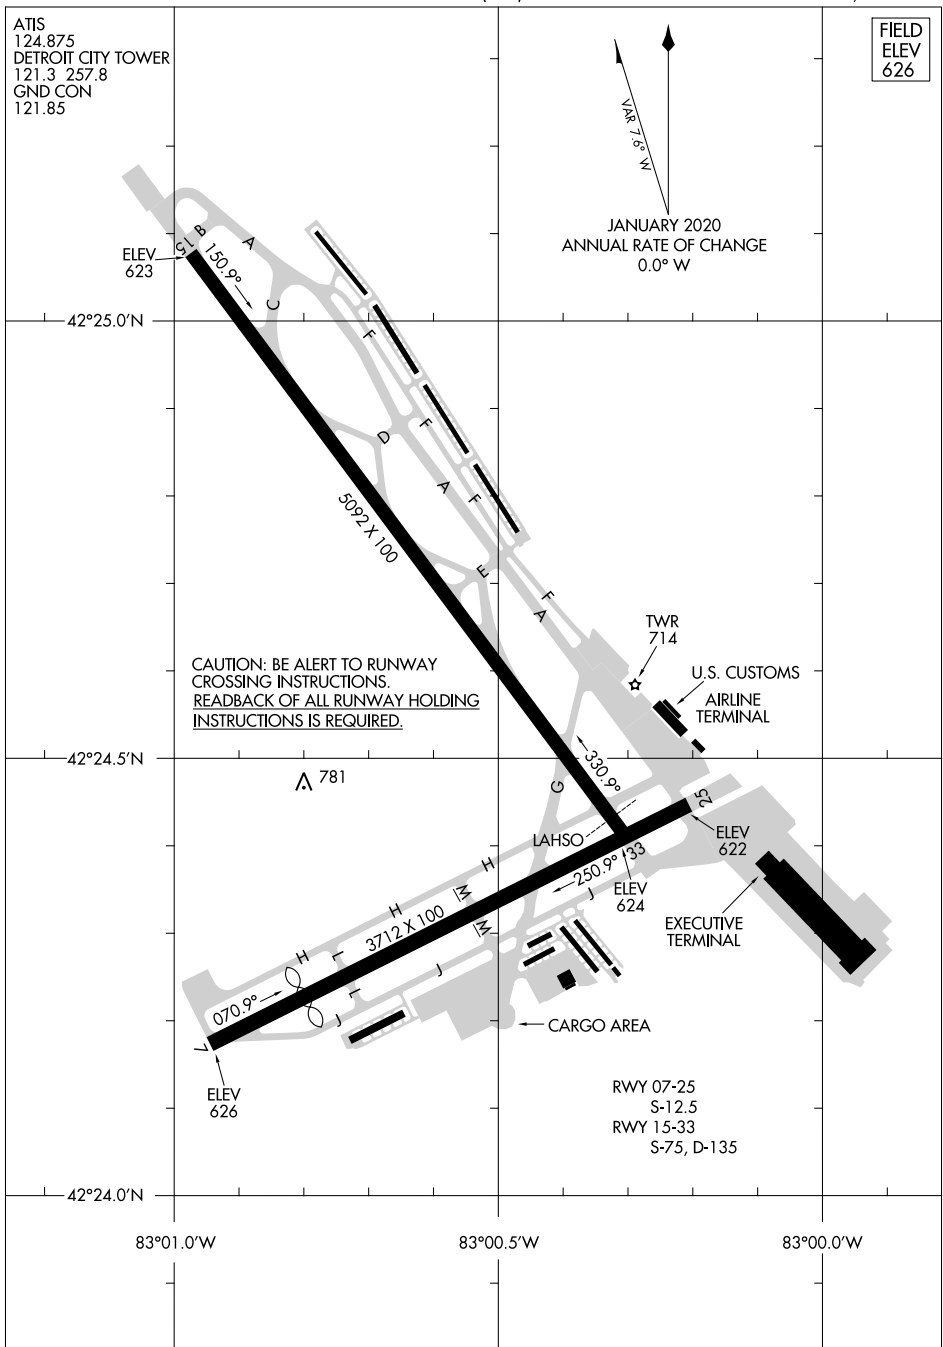 ATIS
124.875
DETROIT CITY TOWER
121.3 257.8
GND CON
121.85
FIELD
ELEV
626
VAR 7.6° W
JANUARY 2020
ANNUAL RATE OF CHANGE
0.0° W
ELEV
623
15
B
A
150.9°
C
42°25.0'N
F
D
F
A
F
5092 X 100
E
F
A
TWR
714
U.S. CUSTOMS
AIRLINE
TERMINAL
CAUTION: BE ALERT TO RUNWAY
CROSSING INSTRUCTIONS.
READBACK OF ALL RUNWAY HOLDING
INSTRUCTIONS IS REQUIRED.
42°24.5'N
781
330.9°
G
25
LAHSO
ELEV
622
33
250.9°
H
J
ELEV
624
M
H
M
3712 X 100
EXECUTIVE
TERMINAL
H
L
J
L
070.9°
J
7
CARGO AREA
ELEV
626
RWY 07-25
S-12.5
RWY 15-33
S-75, D-135
42°24.0'N
83°01.0'W
83°00.5'W
83°00.0'W